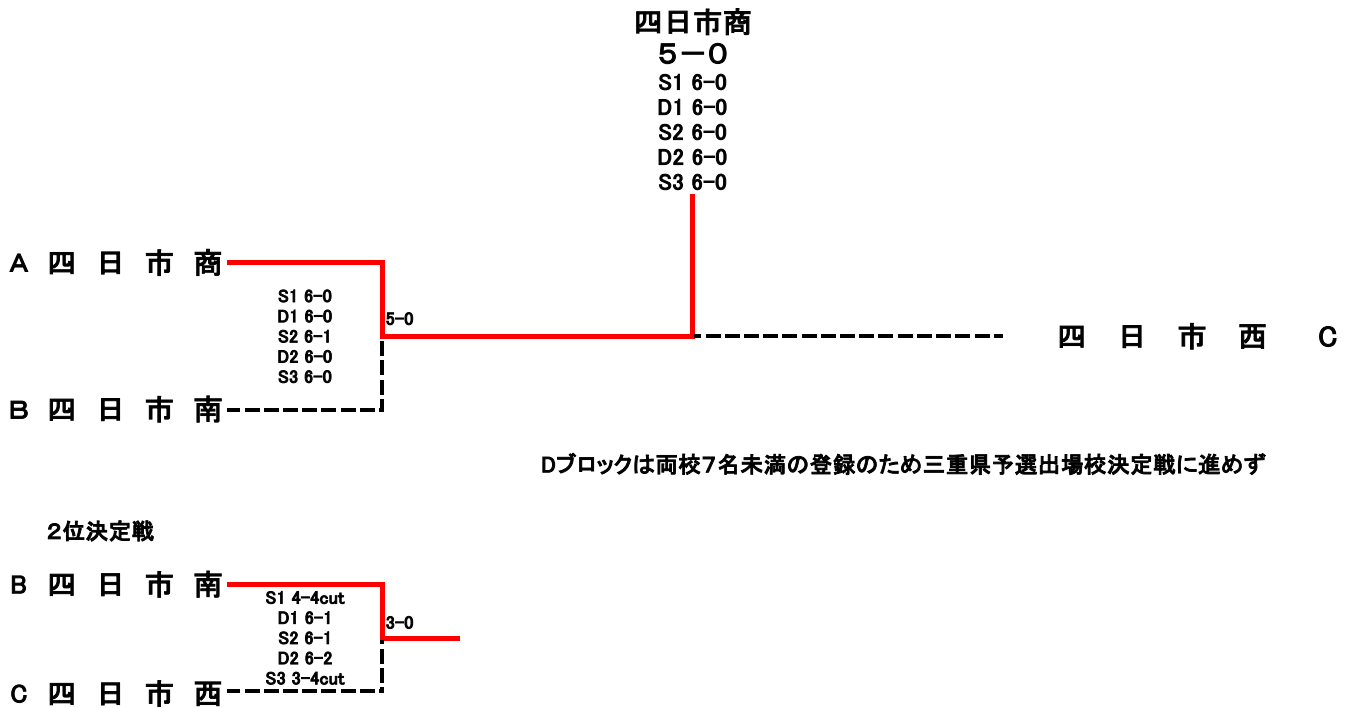 四日市商
5-0
S1 6-0
D1 6-0
S2 6-0
D2 6-0
S3 6-0
A 四日市商
S1 6-0
D1 6-0
S2 6-1
D2 6-0
S3 6-0
5-0
四日市西 C
B 四日市南
Dブロックは両校7名未満の登録のため三重県予選出場校決定戦に進めず
2位決定戦
B 四日市南
S1 4-4cut
D1 6-1
S2 6-1
D2 6-2
S3 3-4cut
3-0
C 四日市西